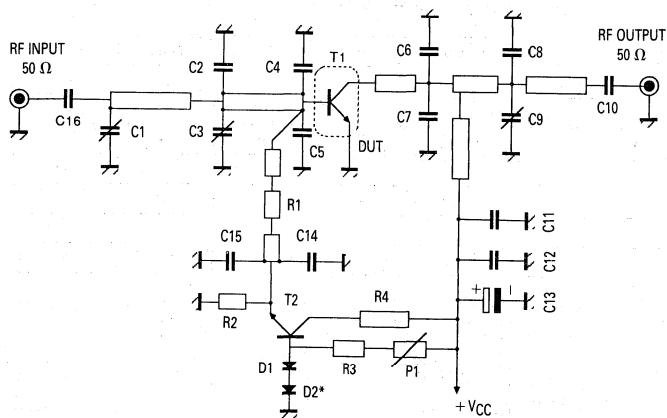 RF INPUT
50 Ω
C2
C4
T1
C6
C8
RF OUTPUT
50 Ω
C16
C1
C3
C5
DUT
C7
C9
C10
R1
C15
C14
C11
C12
+ –
C13
R2
T2
R4
D1
R3
P1
D2*
+VCC